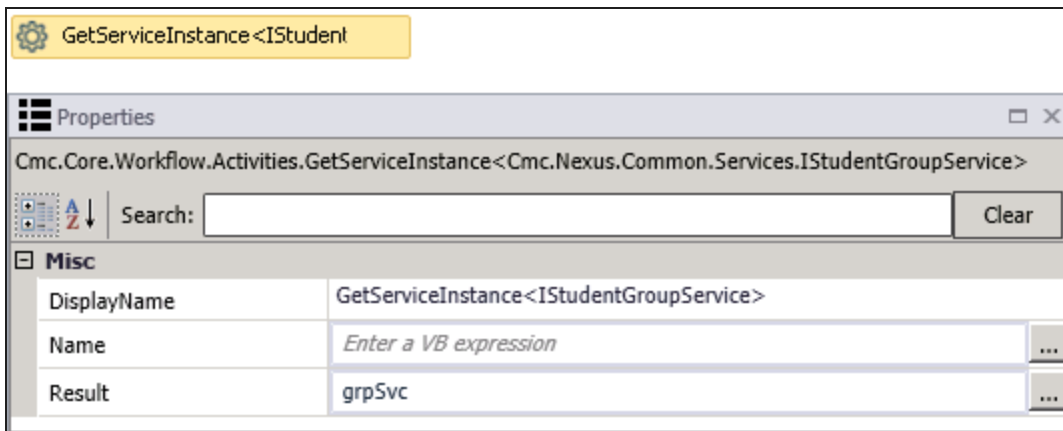 GetServiceInstance<IStudent
Properties
Cmc.Core.Workflow.Activities.GetServiceInstance<Cmc.Nexus.Common.Services.IStudentGroupService>
Search: Clear
Misc
DisplayName GetServiceInstance<IStudentGroupService>
Name Enter a VB expression ...
Result grpSvc ...